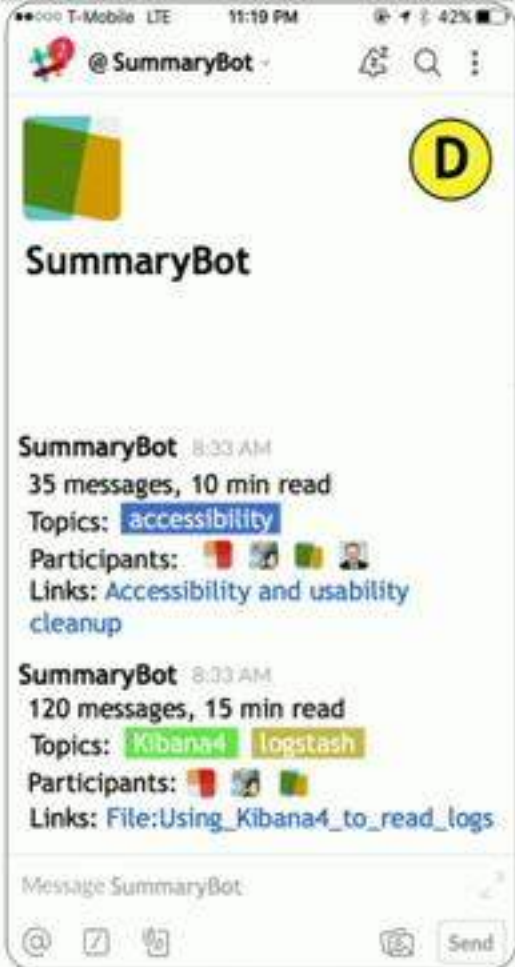 T-Mobile LTE 11:19 PM 42%
@ SummaryBot
D
SummaryBot
SummaryBot 8:33 AM
35 messages, 10 min read
Topics: accessibility
Participants:
Links: Accessibility and usability
cleanup
SummaryBot 8:33 AM
120 messages, 15 min read
Topics: Kibana4 logstash
Participants:
Links: File:Using_Kibana4_to_read_logs
Message SummaryBot
@ Send